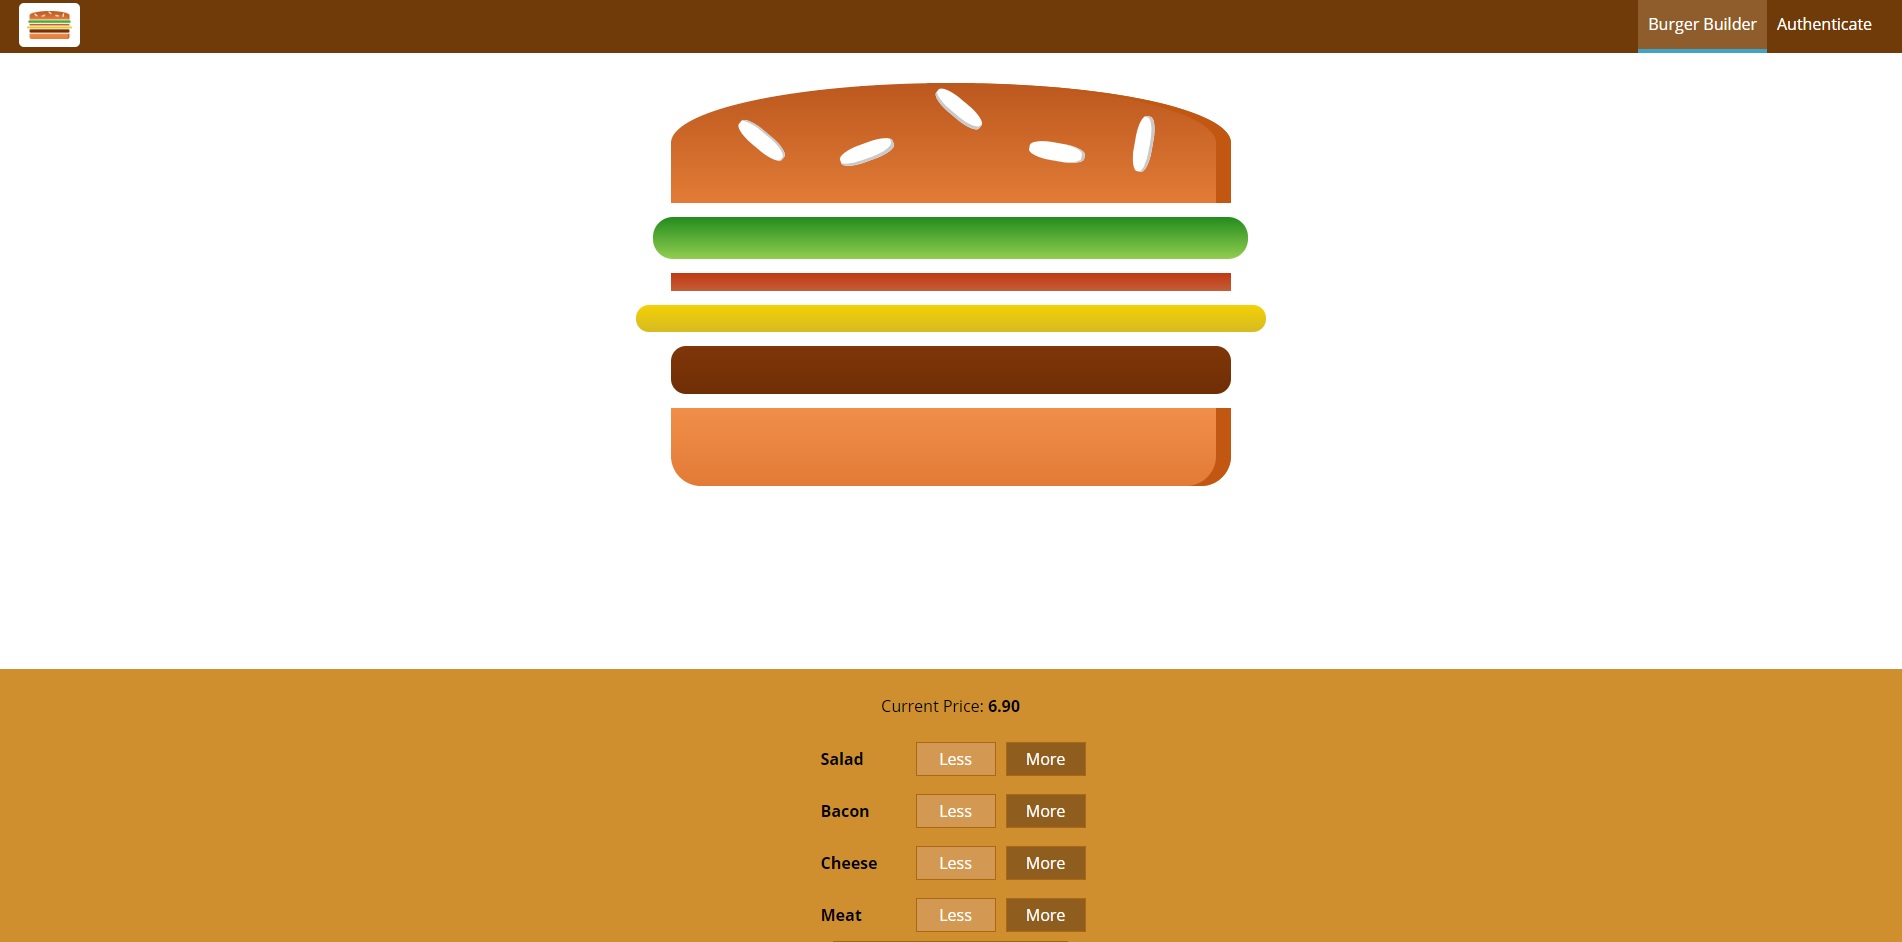 Burger Builder Authenticate
Current Price: 6.90
Salad Less More
Bacon Less More
Cheese Less More
Meat Less More